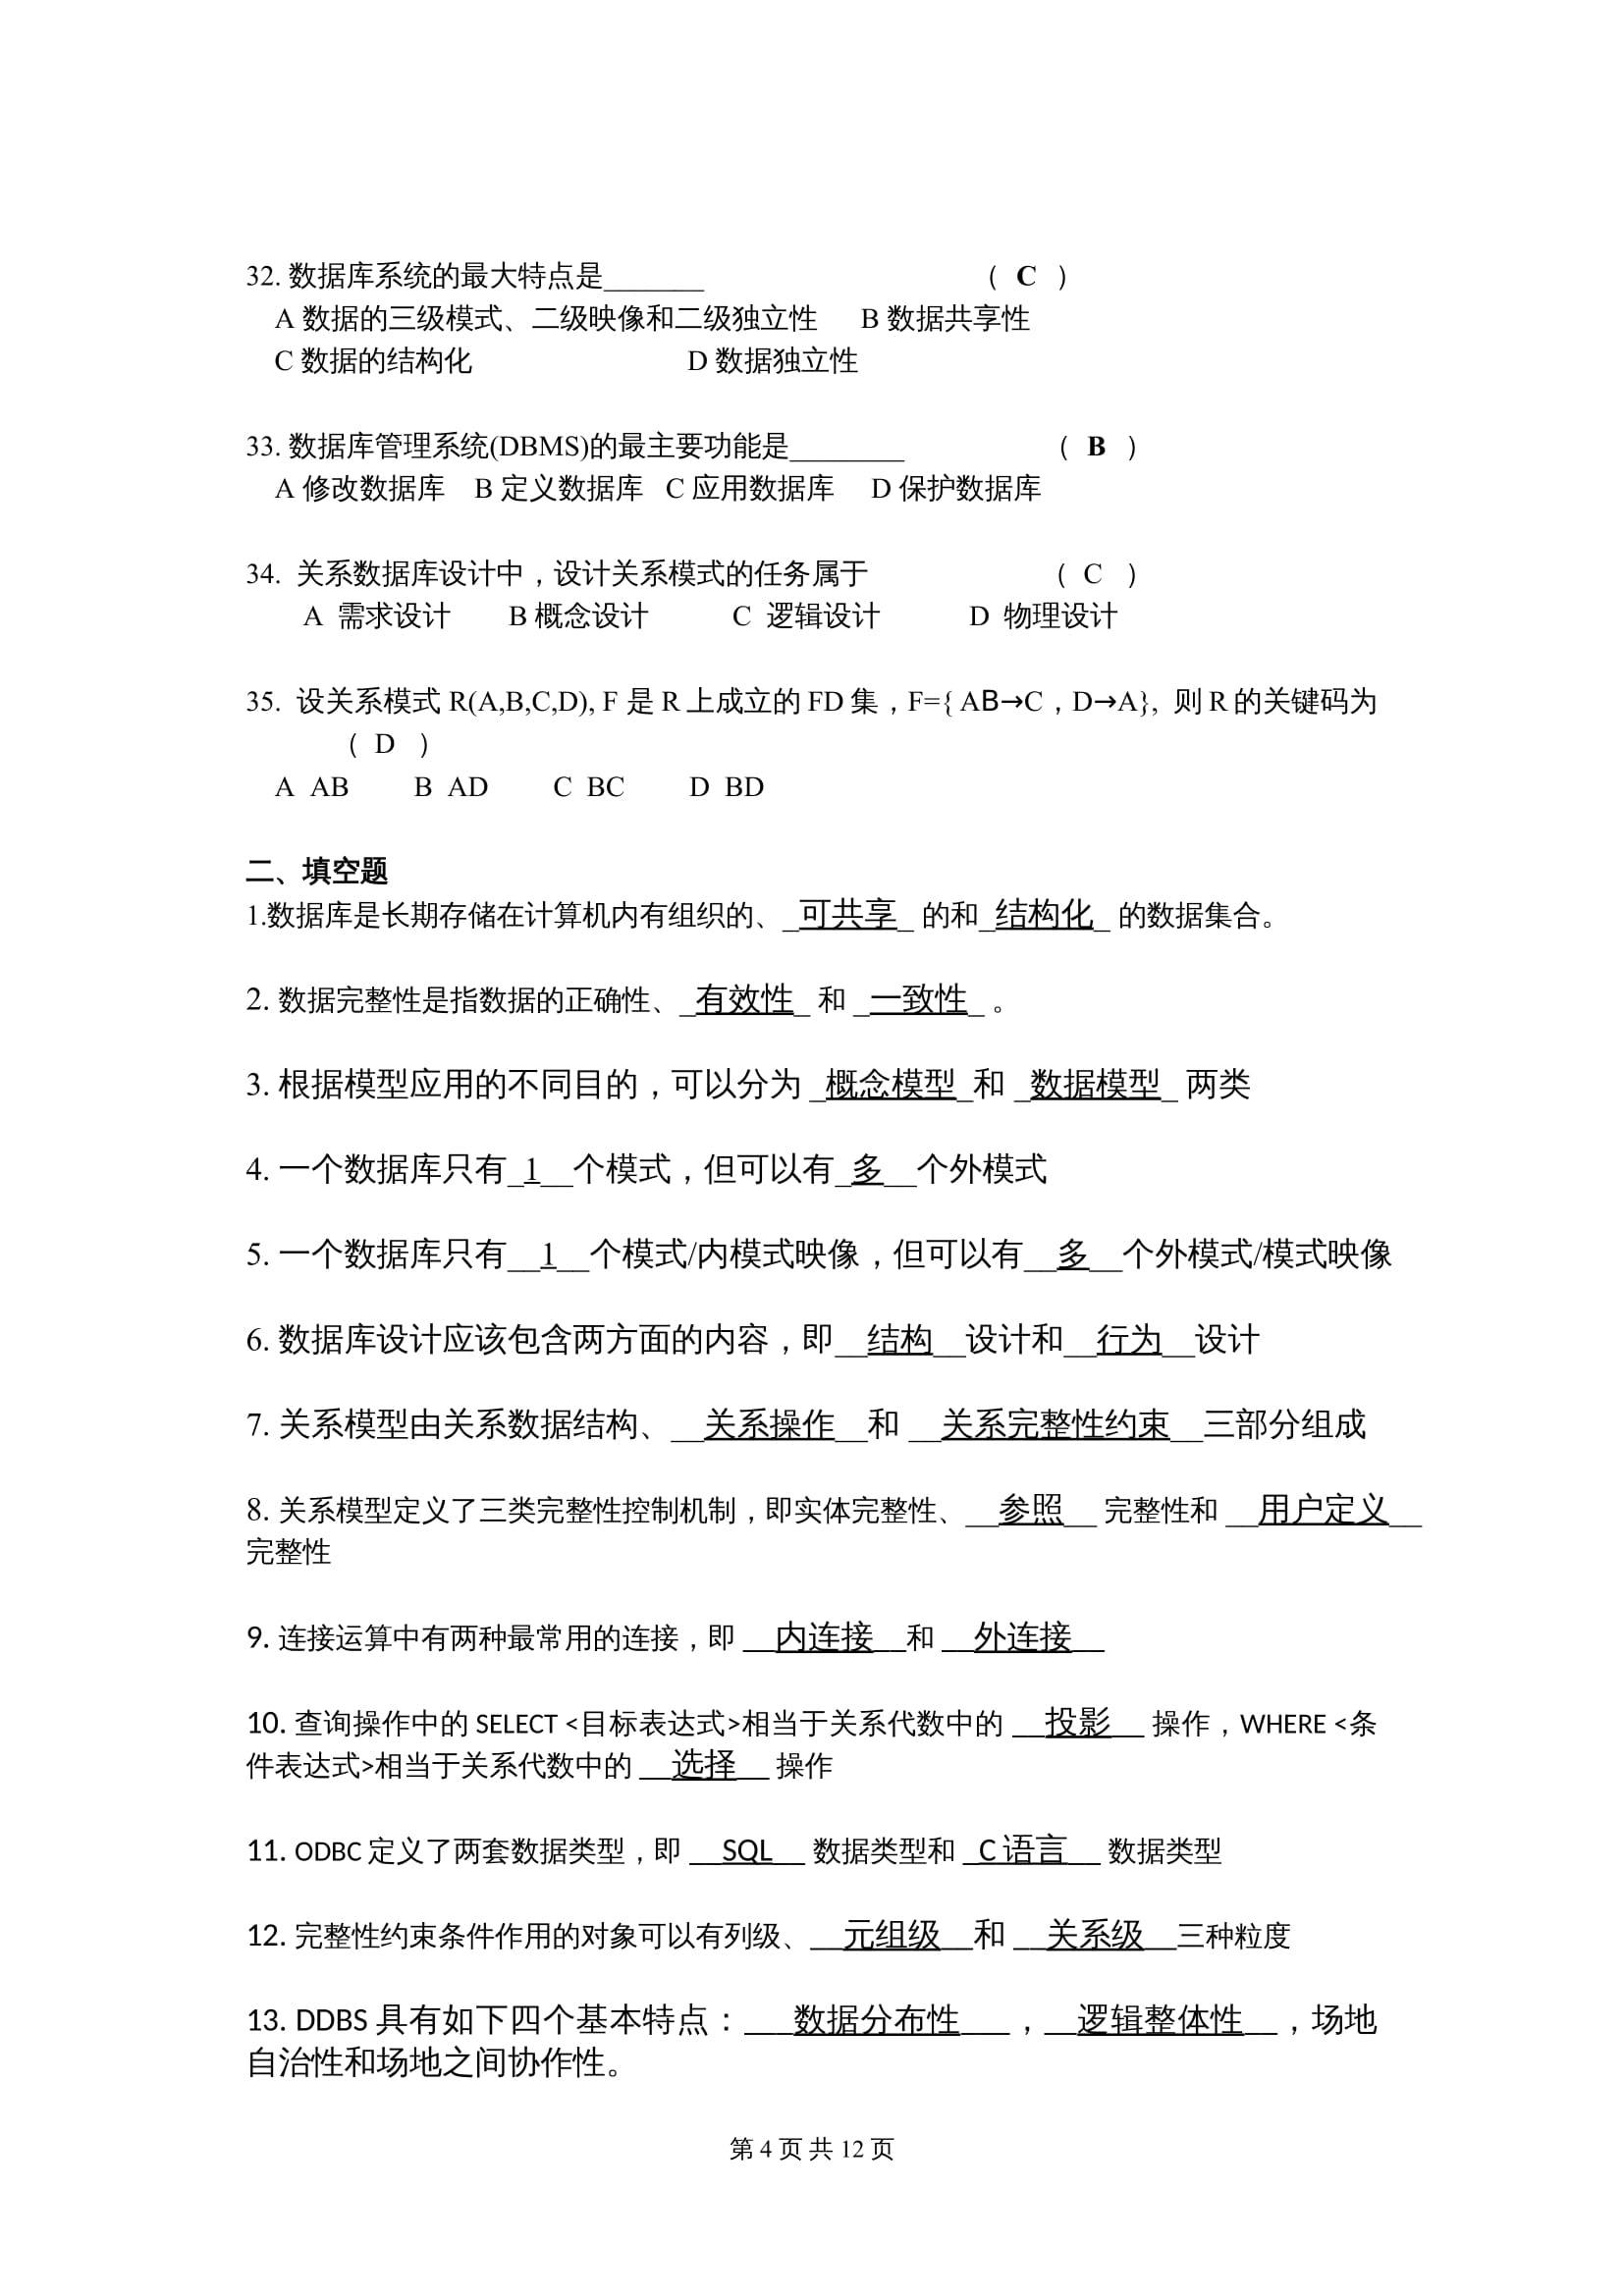 32. 数据库系统的最大特点是_______ （ C ）
A 数据的三级模式、二级映像和二级独立性 B 数据共享性
C 数据的结构化 D 数据独立性
33. 数据库管理系统(DBMS)的最主要功能是________ （ B ）
A 修改数据库 B 定义数据库 C 应用数据库 D 保护数据库
34. 关系数据库设计中，设计关系模式的任务属于 （ C ）
A 需求设计 B 概念设计 C 逻辑设计 D 物理设计
35. 设关系模式 R(A,B,C,D), F 是 R 上成立的 FD 集，F={ AB→C，D→A}, 则 R 的关键码为
（ D ）
A AB B AD C BC D BD
二、填空题
1.数据库是长期存储在计算机内有组织的、_可共享_ 的和_结构化_ 的数据集合。
2. 数据完整性是指数据的正确性、_有效性_ 和 _一致性_ 。
3. 根据模型应用的不同目的，可以分为 _概念模型_和 _数据模型_ 两类
4. 一个数据库只有_1__个模式，但可以有_多__个外模式
5. 一个数据库只有__1__个模式/内模式映像，但可以有__多__个外模式/模式映像
6. 数据库设计应该包含两方面的内容，即__结构__设计和__行为__设计
7. 关系模型由关系数据结构、__关系操作__和 __关系完整性约束__三部分组成
8. 关系模型定义了三类完整性控制机制，即实体完整性、__参照__ 完整性和 __用户定义__
完整性
9. 连接运算中有两种最常用的连接，即 __内连接__和 __外连接__
10. 查询操作中的 SELECT <目标表达式>相当于关系代数中的 __投影__ 操作，WHERE <条
件表达式>相当于关系代数中的 __选择__ 操作
11. ODBC 定义了两套数据类型，即 __SQL__ 数据类型和 _C 语言__ 数据类型
12. 完整性约束条件作用的对象可以有列级、__元组级__和 __关系级__三种粒度
13. DDBS 具有如下四个基本特点：___数据分布性___，__逻辑整体性__，场地
自治性和场地之间协作性。
第 4 页 共 12 页